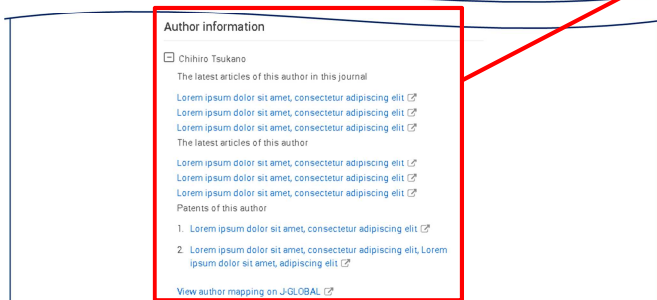 Author information
Chihiro Tsukano
The latest articles of this author in this journal
Lorem ipsum dolor sit amet, consectetur adipiscing elit
Lorem ipsum dolor sit amet, consectetur adipiscing elit
Lorem ipsum dolor sit amet, consectetur adipiscing elit
The latest articles of this author
Lorem ipsum dolor sit amet, consectetur adipiscing elit
Lorem ipsum dolor sit amet, consectetur adipiscing elit
Lorem ipsum dolor sit amet, consectetur adipiscing elit
Patents of this author
1. Lorem ipsum dolor sit amet, consectetur adipiscing elit
2. Lorem ipsum dolor sit amet, consectetur adipiscing elit, Lorem
ipsum dolor sit amet, adipiscing elit
View author mapping on J-GLOBAL